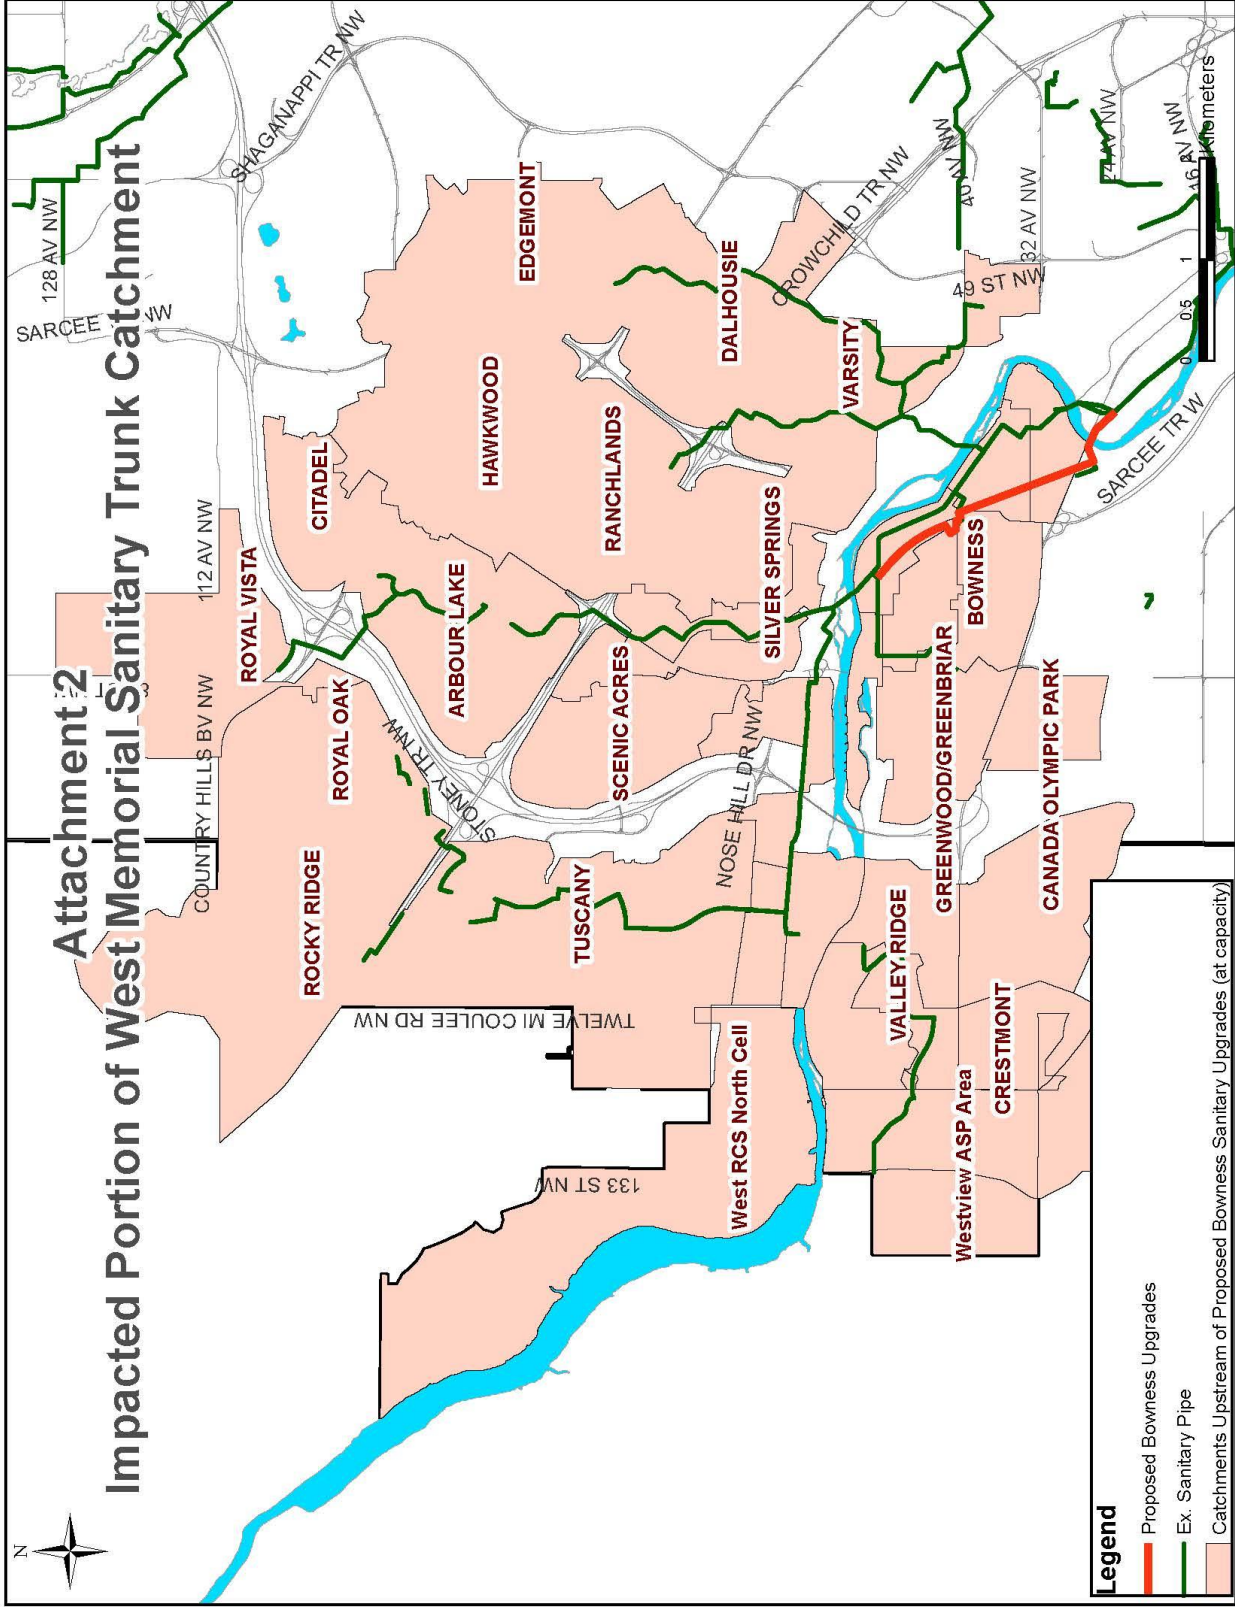 Attachment 2
Impacted Portion of West Memorial Sanitary Trunk Catchment
N
128 AV NW
SHAGANAPPI TR NW
SARCEE
NW
112 AV NW
COUNTRY HILLS BV NW
ROYAL VISTA
CITADEL
ROCKY RIDGE
ROYAL OAK
TWELVE MI COULEE RD NW
STONEY TR NW
ARBOUR LAKE
HAWKWOOD
EDGEMONT
133 ST NW
TUSCANY
SCENIC ACRES
RANCHLANDS
DALHOUSIE
CROWCHILD TR NW
West RCS North Cell
NOSE HILL DR NW
SILVER SPRINGS
VARSITY
VALLEY RIDGE
GREENWOOD/GREENBRIAR
BOWNESS
49 ST NW
40 AV NW
32 AV NW
Westview ASP Area
CRESTMONT
CANADA OLYMPIC PARK
SARCEE TR W
24 AV NW
16 AV NW
0 0.5 1 2
Kilometers
Legend
Proposed Bowness Upgrades
Ex. Sanitary Pipe
Catchments Upstream of Proposed Bowness Sanitary Upgrades (at capacity)